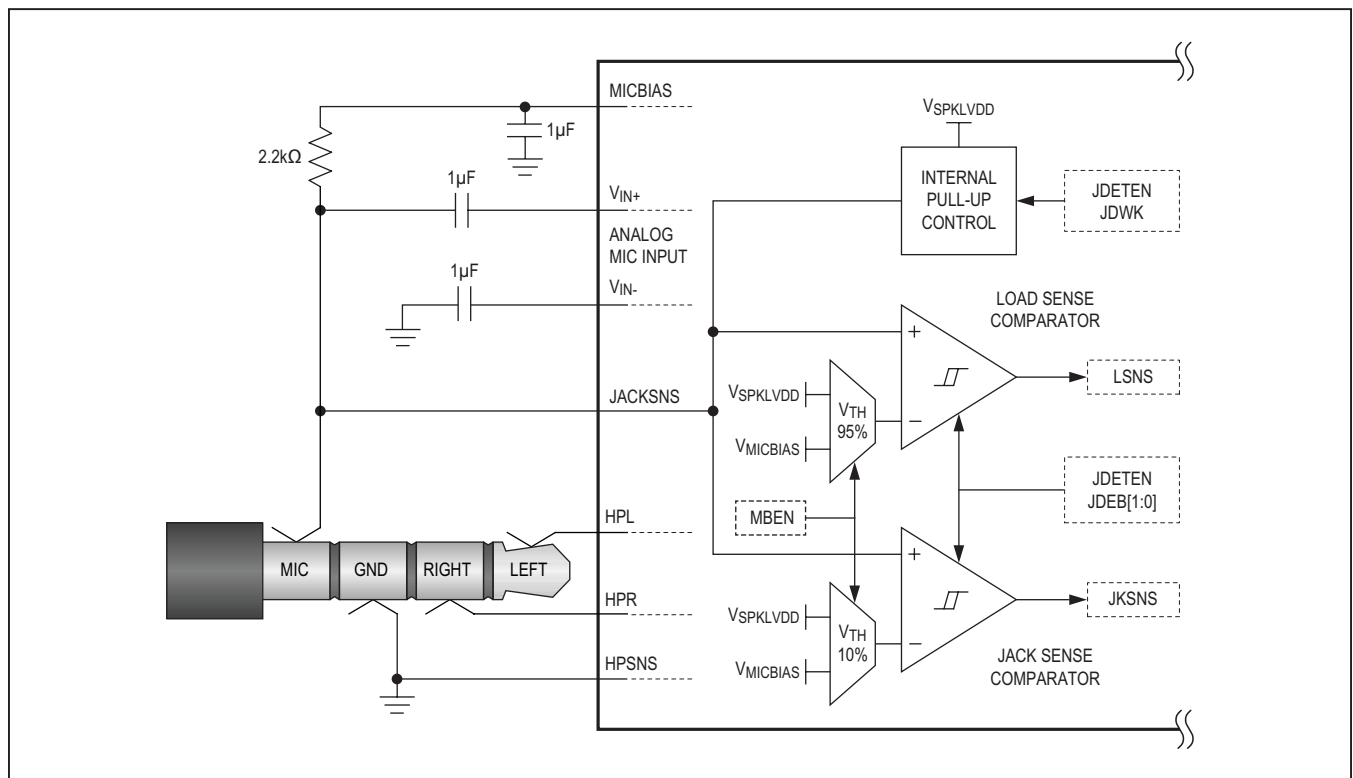 MICBIAS
1µF
2.2kΩ
1µF
VIN+
ANALOG
MIC INPUT
1µF
VIN-
JACKSNS
HPL
HPR
HPSNS
MIC
GND
RIGHT
LEFT
VSPKLVDD
INTERNAL
PULL-UP
CONTROL
JDETEN
JDWK
LOAD SENSE
COMPARATOR
+
−
LSNS
VSPKLVDD
VMICBIAS
VTH
95%
JDETEN
JDEB[1:0]
MBEN
+
−
JKSNS
VSPKLVDD
VMICBIAS
VTH
10%
JACK SENSE
COMPARATOR